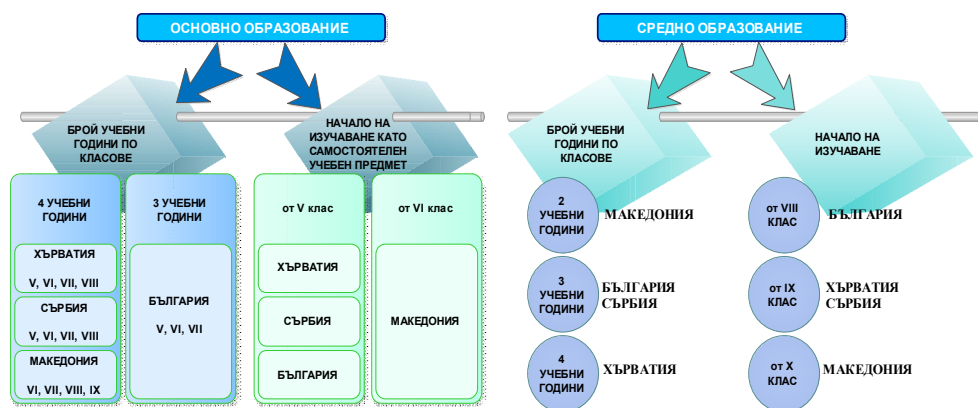 ОСНОВНО ОБРАЗОВАНИЕ
БРОЙ УЧЕБНИ
ГОДИНИ ПО
КЛАСОВЕ
НАЧАЛО НА
ИЗУЧАВАНЕ КАТО
САМОСТОЯТЕЛЕН
УЧЕБЕН ПРЕДМЕТ
4 УЧЕБНИ
ГОДИНИ
ХЪРВАТИЯ
V, VI, VII, VIII
СЪРБИЯ
V, VI, VII, VIII
МАКЕДОНИЯ
VI, VII, VIII, IX
3 УЧЕБНИ
ГОДИНИ
БЪЛГАРИЯ
V, VI, VII
от V клас
ХЪРВАТИЯ
СЪРБИЯ
БЪЛГАРИЯ
от VI клас
МАКЕДОНИЯ
СРЕДНО ОБРАЗОВАНИЕ
БРОЙ УЧЕБНИ
ГОДИНИ ПО
КЛАСОВЕ
НАЧАЛО НА
ИЗУЧАВАНЕ
2
УЧЕБНИ
ГОДИНИ
МАКЕДОНИЯ
3
УЧЕБНИ
ГОДИНИ
БЪЛГАРИЯ
СЪРБИЯ
4
УЧЕБНИ
ГОДИНИ
ХЪРВАТИЯ
от VIII
КЛАС
БЪЛГАРИЯ
от IX
КЛАС
ХЪРВАТИЯ
СЪРБИЯ
от X
КЛАС
МАКЕДОНИЯ